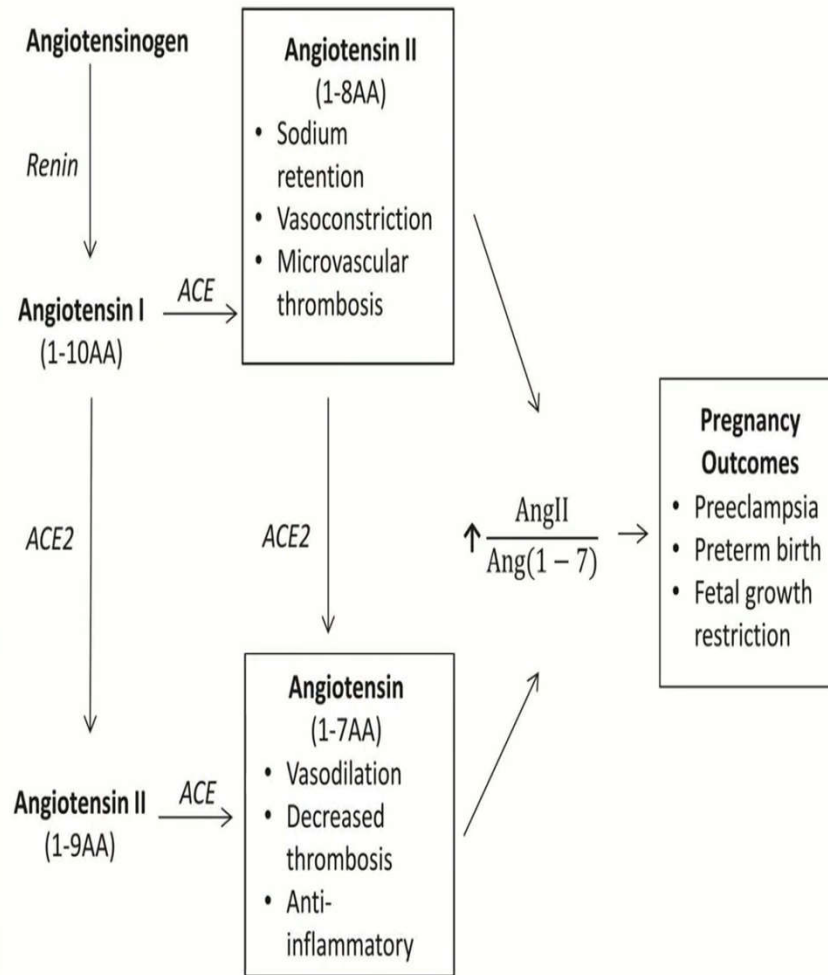 Angiotensinogen
Renin
Angiotensin I
(1-10AA)
ACE
Angiotensin II
(1-8AA)
• Sodium
retention
• Vasoconstriction
• Microvascular
thrombosis
ACE2
ACE2
Angiotensin II
(1-9AA)
ACE
Angiotensin
(1-7AA)
• Vasodilation
• Decreased
thrombosis
• Anti-
inflammatory
↑ AngII
Ang(1 − 7)
Pregnancy
Outcomes
• Preeclampsia
• Preterm birth
• Fetal growth
restriction